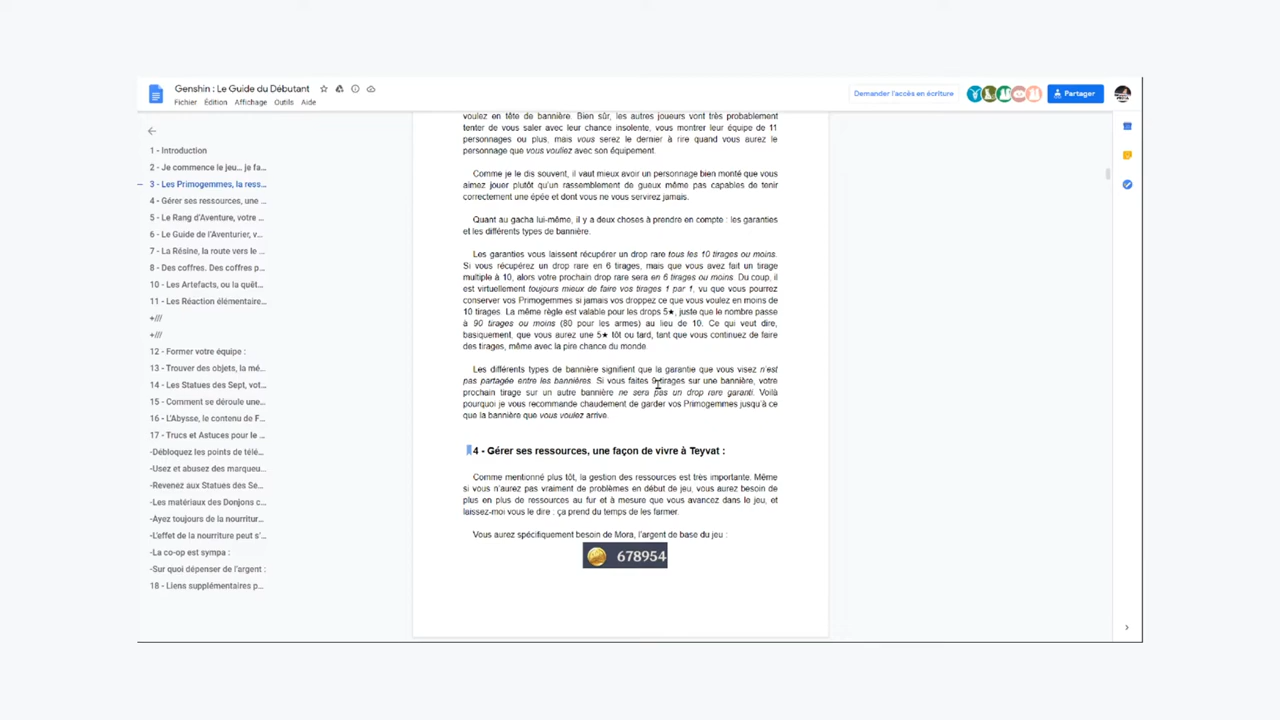 Genshin : Le Guide du Débutant
Fichier Édition Affichage Outils Aide
Demander l'accès en écriture
Partager
1 - Introduction
2 - Je commence le jeu... je fa...
3 - Les Primogemmes, la ress...
4 - Gérer ses ressources, une ...
5 - Le Rang d'Aventure, votre ...
6 - Le Guide de l'Aventurier, v...
7 - La Résine, la route vers le ...
8 - Des coffres. Des coffres p...
10 - Les Artefacts, ou la quêt...
11 - Les Réaction élémentaire...
+///
+///
12 - Former votre équipe :
13 - Trouver des objets, la mé...
14 - Les Statues des Sept, vot...
15 - Comment se déroule une...
16 - L'Abysse, le contenu de F...
17 - Trucs et Astuces pour le ...
-Débloquez les points de télé...
-Usez et abusez des marqueu...
-Revenez aux Statues des Se...
-Les matériaux des Donjons c...
-Ayez toujours de la nourritur...
-L'effet de la nourriture peut s'...
-La co-op est sympa :
-Sur quoi dépenser de l'argent :
18 - Liens supplémentaires p...
voulez en tête de bannière. Bien sûr, les autres joueurs vont très probablement
tenter de vous saler avec leur chance insolente, vous montrer leur équipe de 11
personnages ou plus, mais vous serez le dernier à rire quand vous aurez le
personnage que vous vouliez avec son équipement.
Comme je le dis souvent, il vaut mieux avoir un personnage bien monté que vous
aimez jouer plutôt qu'un rassemblement de gueux même pas capables de tenir
correctement une épée et dont vous ne vous servirez jamais.
Quant au gacha lui-même, il y a deux choses à prendre en compte : les garanties
et les différents types de bannière.
Les garanties vous laissent récupérer un drop rare tous les 10 tirages ou moins.
Si vous récupérez un drop rare en 6 tirages, mais que vous avez fait un tirage
multiple à 10, alors votre prochain drop rare sera en 6 tirages ou moins. Du coup, il
est virtuellement toujours mieux de faire vos tirages 1 par 1, vu que vous pourrez
conserver vos Primogemmes si jamais vos droppez ce que vous voulez en moins de
10 tirages. La même règle est valable pour les drops 5★, juste que le nombre passe
à 90 tirages ou moins (80 pour les armes) au lieu de 10. Ce qui veut dire,
basiquement, que vous aurez une 5★ tôt ou tard, tant que vous continuez de faire
des tirages, même avec la pire chance du monde.
Les différents types de bannière signifient que la garantie que vous visez n'est
pas partagée entre les bannières. Si vous faites 9 tirages sur une bannière, votre
prochain tirage sur un autre bannière ne sera pas un drop rare garanti. Voilà
pourquoi je vous recommande chaudement de garder vos Primogemmes jusqu'à ce
que la bannière que vous voulez arrive.
4 - Gérer ses ressources, une façon de vivre à Teyvat :
Comme mentionné plus tôt, la gestion des ressources est très importante. Même
si vous n'aurez pas vraiment de problèmes en début de jeu, vous aurez besoin de
plus en plus de ressources au fur et à mesure que vous avancez dans le jeu, et
laissez-moi vous le dire : ça prend du temps de les farmer.
Vous aurez spécifiquement besoin de Mora, l'argent de base du jeu :
678954